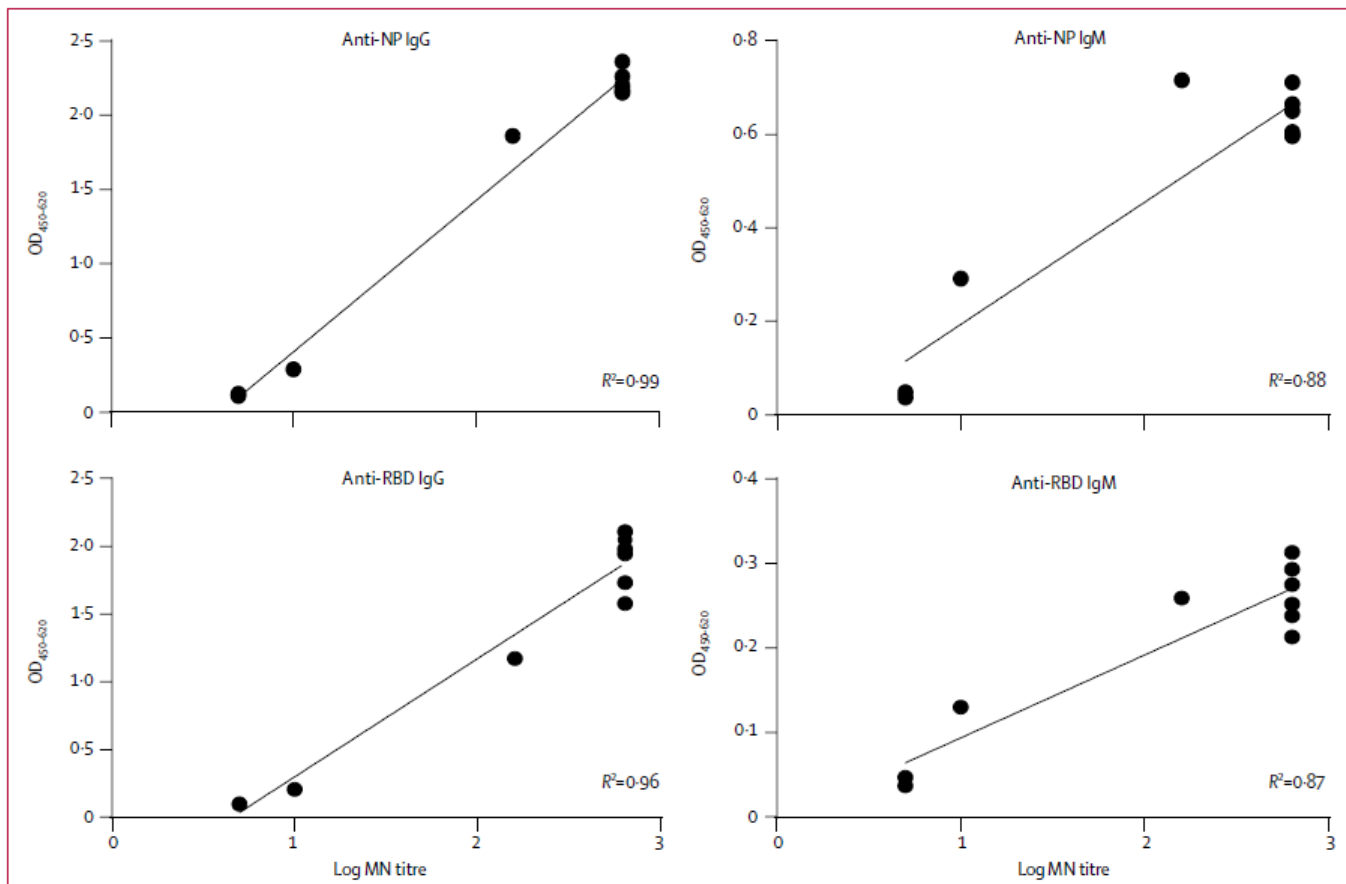 Anti-NP IgG
2·5
2·0
1·5
1·0
0·5
0
OD450-620
R²=0·99
Anti-NP IgM
0·8
0·6
0·4
0·2
0
OD450-620
R²=0·88
Anti-RBD IgG
2·5
2·0
1·5
1·0
0·5
0
OD450-620
R²=0·96
0 1 2 3
Log MN titre
Anti-RBD IgM
0·4
0·3
0·2
0·1
0
OD450-620
R²=0·87
0 1 2 3
Log MN titre